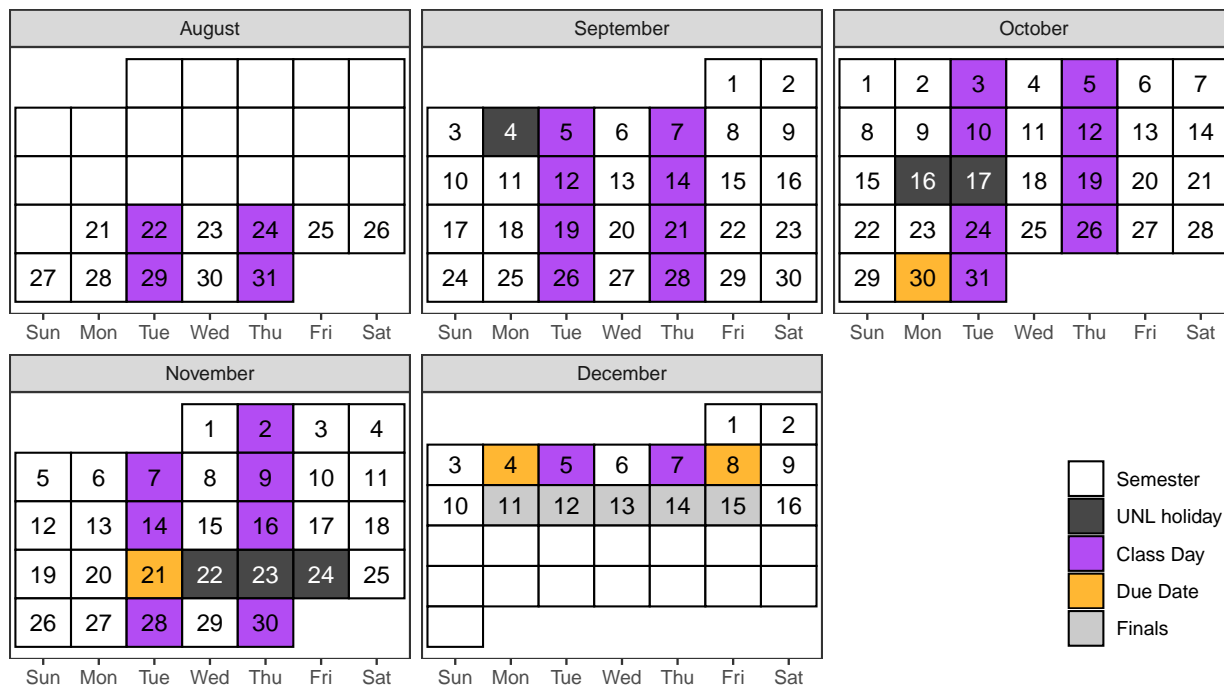 August
21 22 23 24 25 26
27 28 29 30 31
Sun Mon Tue Wed Thu Fri Sat
September
1 2
3 4 5 6 7 8 9
10 11 12 13 14 15 16
17 18 19 20 21 22 23
24 25 26 27 28 29 30
Sun Mon Tue Wed Thu Fri Sat
October
1 2 3 4 5 6 7
8 9 10 11 12 13 14
15 16 17 18 19 20 21
22 23 24 25 26 27 28
29 30 31
Sun Mon Tue Wed Thu Fri Sat
November
1 2 3 4
5 6 7 8 9 10 11
12 13 14 15 16 17 18
19 20 21 22 23 24 25
26 27 28 29 30
Sun Mon Tue Wed Thu Fri Sat
December
1 2
3 4 5 6 7 8 9
10 11 12 13 14 15 16
Sun Mon Tue Wed Thu Fri Sat
Semester
UNL holiday
Class Day
Due Date
Finals